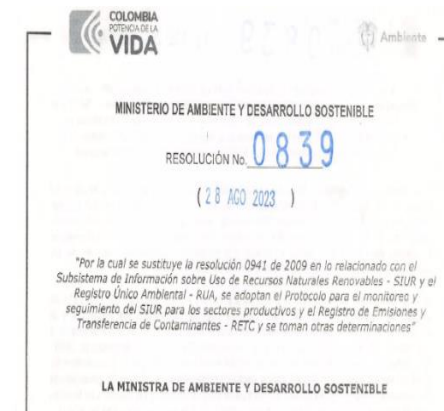 COLOMBIA
POTENCIA DE LA
VIDA
Ambiente
MINISTERIO DE AMBIENTE Y DESARROLLO SOSTENIBLE
RESOLUCIÓN No. 0839
( 28 AGO 2023 )
"Por la cual se sustituye la resolución 0941 de 2009 en lo relacionado con el
Subsistema de Información sobre Uso de Recursos Naturales Renovables - SIUR y el
Registro Único Ambiental - RUA, se adoptan el Protocolo para el monitoreo y
seguimiento del SIUR para los sectores productivos y el Registro de Emisiones y
Transferencia de Contaminantes - RETC y se toman otras determinaciones"
LA MINISTRA DE AMBIENTE Y DESARROLLO SOSTENIBLE